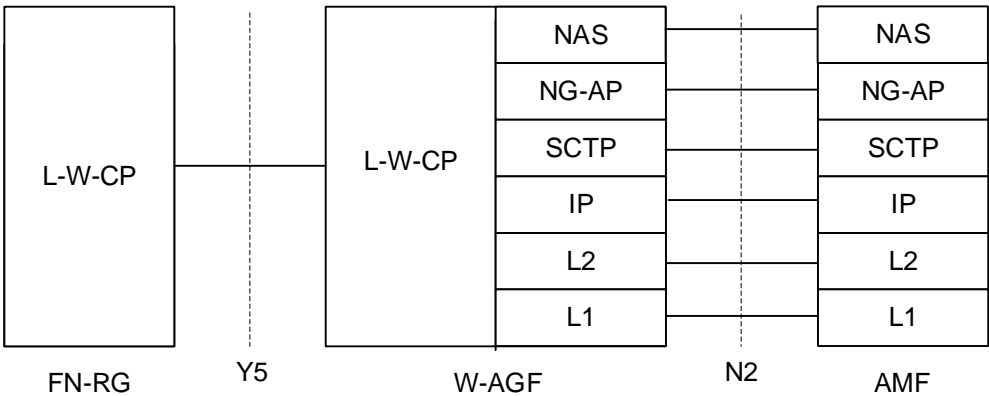 NAS
NAS
NG-AP
NG-AP
L-W-CP
L-W-CP
SCTP
SCTP
IP
IP
L2
L2
L1
L1
FN-RG
Y5
W-AGF
N2
AMF